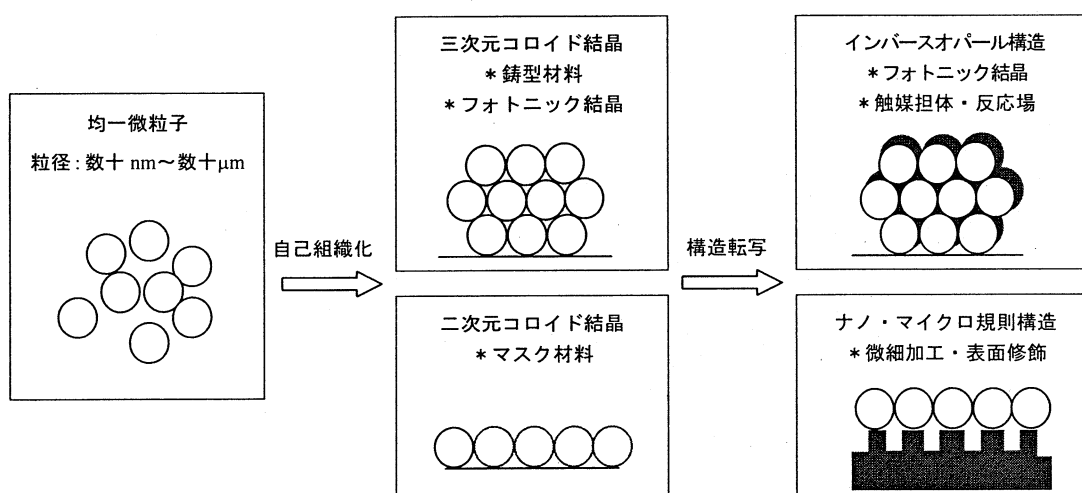 均一微粒子
粒径:数十 nm~数十μm
自己組織化
三次元コロイド結晶
*鋳型材料
*フォトニック結晶
二次元コロイド結晶
*マスク材料
構造転写
インバースオパール構造
*フォトニック結晶
*触媒担体・反応場
ナノ・マイクロ規則構造
*微細加工・表面修飾